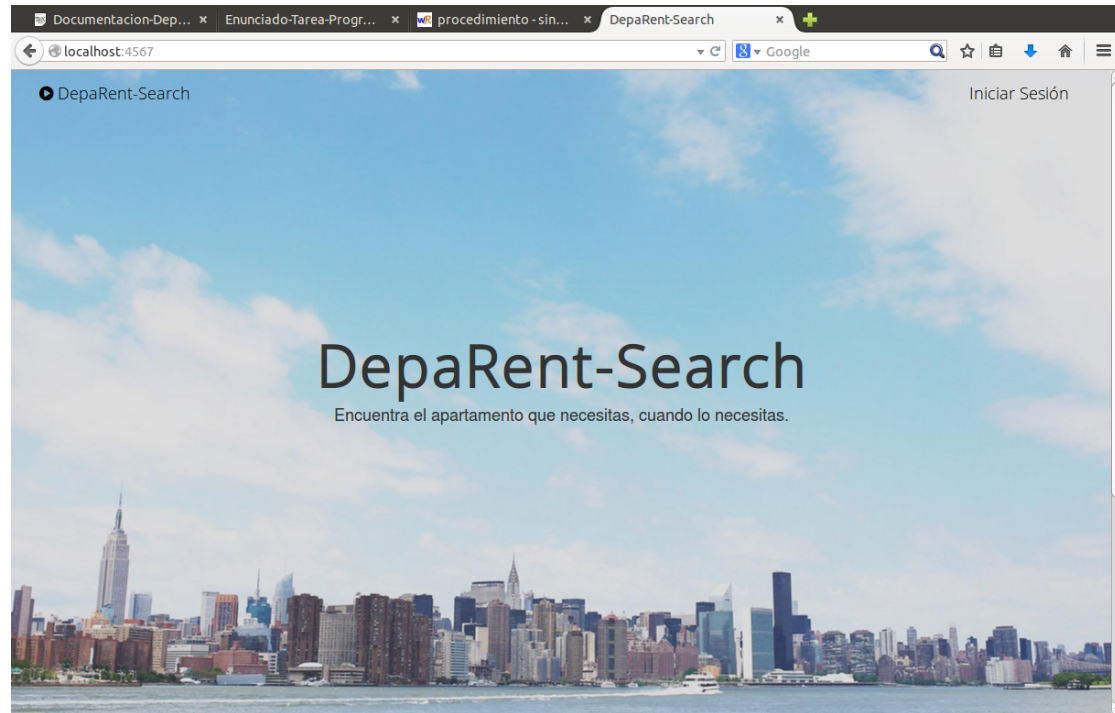 Documentacion-Dep... Enunciado-Tarea-Progr... procedimiento - sin... DepaRent-Search
localhost:4567 Google
DepaRent-Search Iniciar Sesión
DepaRent-Search
Encuentra el apartamento que necesitas, cuando lo necesitas.